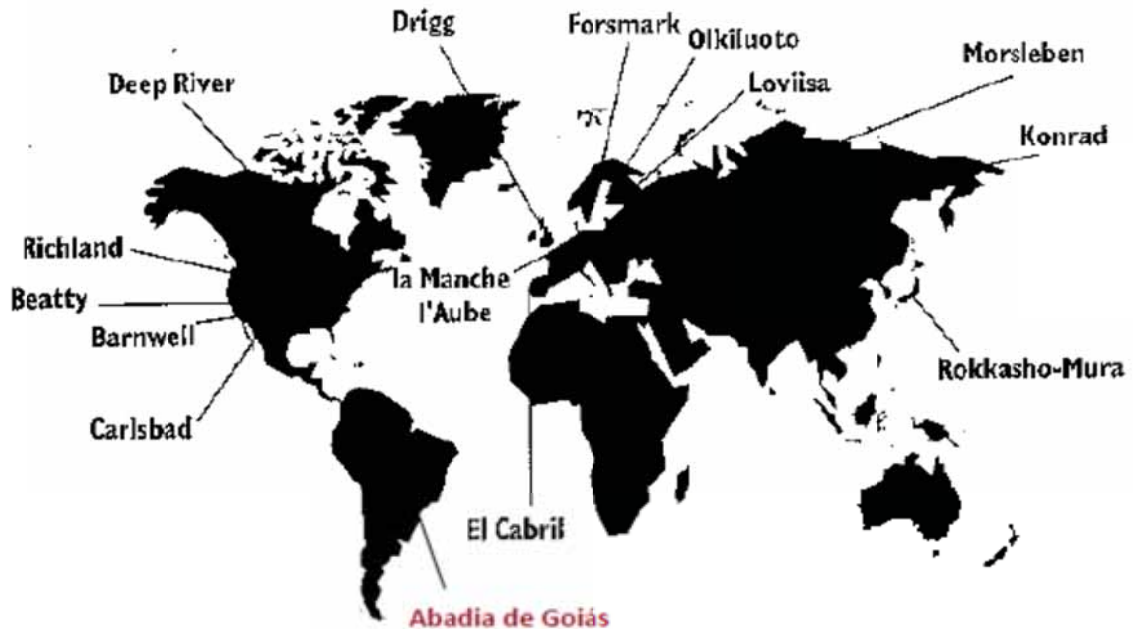 Drigg
Forsmark
Olkiluoto
Morsleben
Deep River
Loviisa
Konrad
Richland
la Manche
Beatty
l'Aube
Barnwell
Rokkasho-Mura
Carlsbad
El Cabril
Abadia de Goiás